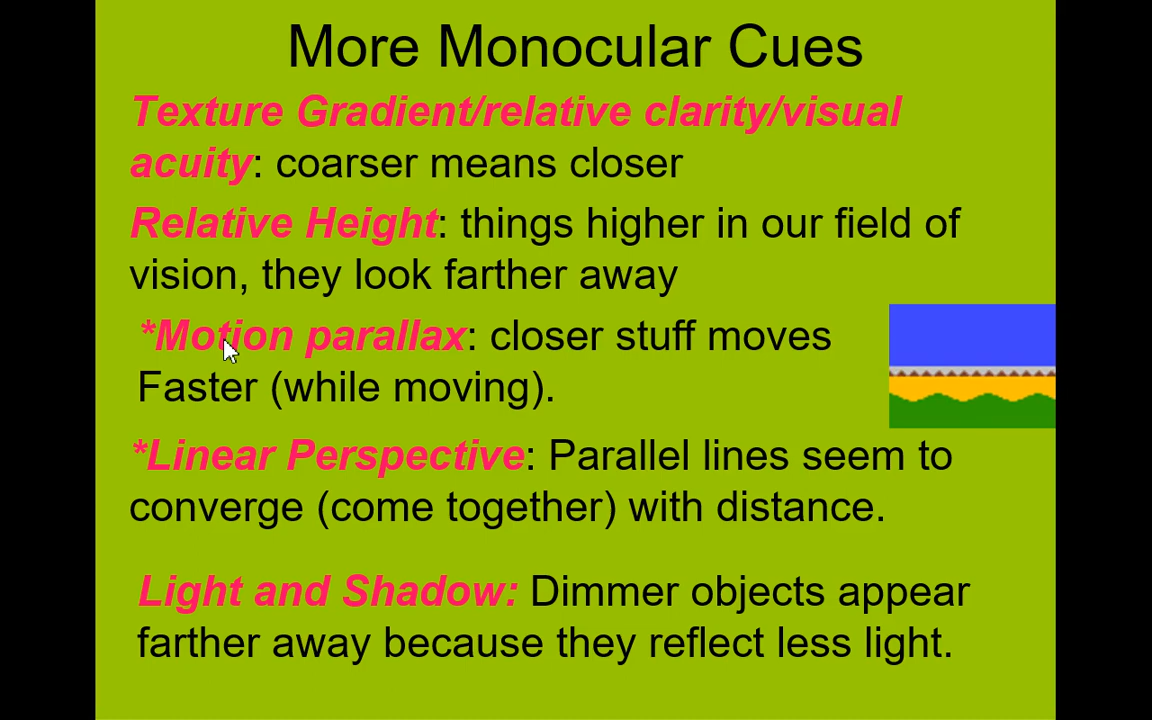 More Monocular Cues
Texture Gradient/relative clarity/visual
acuity: coarser means closer
Relative Height: things higher in our field of
vision, they look farther away
*Motion parallax: closer stuff moves
Faster (while moving).
*Linear Perspective: Parallel lines seem to
converge (come together) with distance.
Light and Shadow: Dimmer objects appear
farther away because they reflect less light.